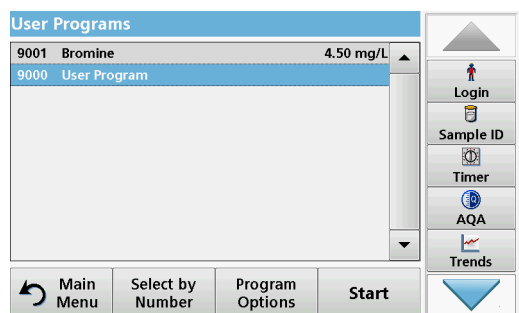 User Programs
9001 Bromine 4.50 mg/L
9000 User Program
Login
Sample ID
Timer
AQA
Trends
Main Menu
Select by Number
Program Options
Start